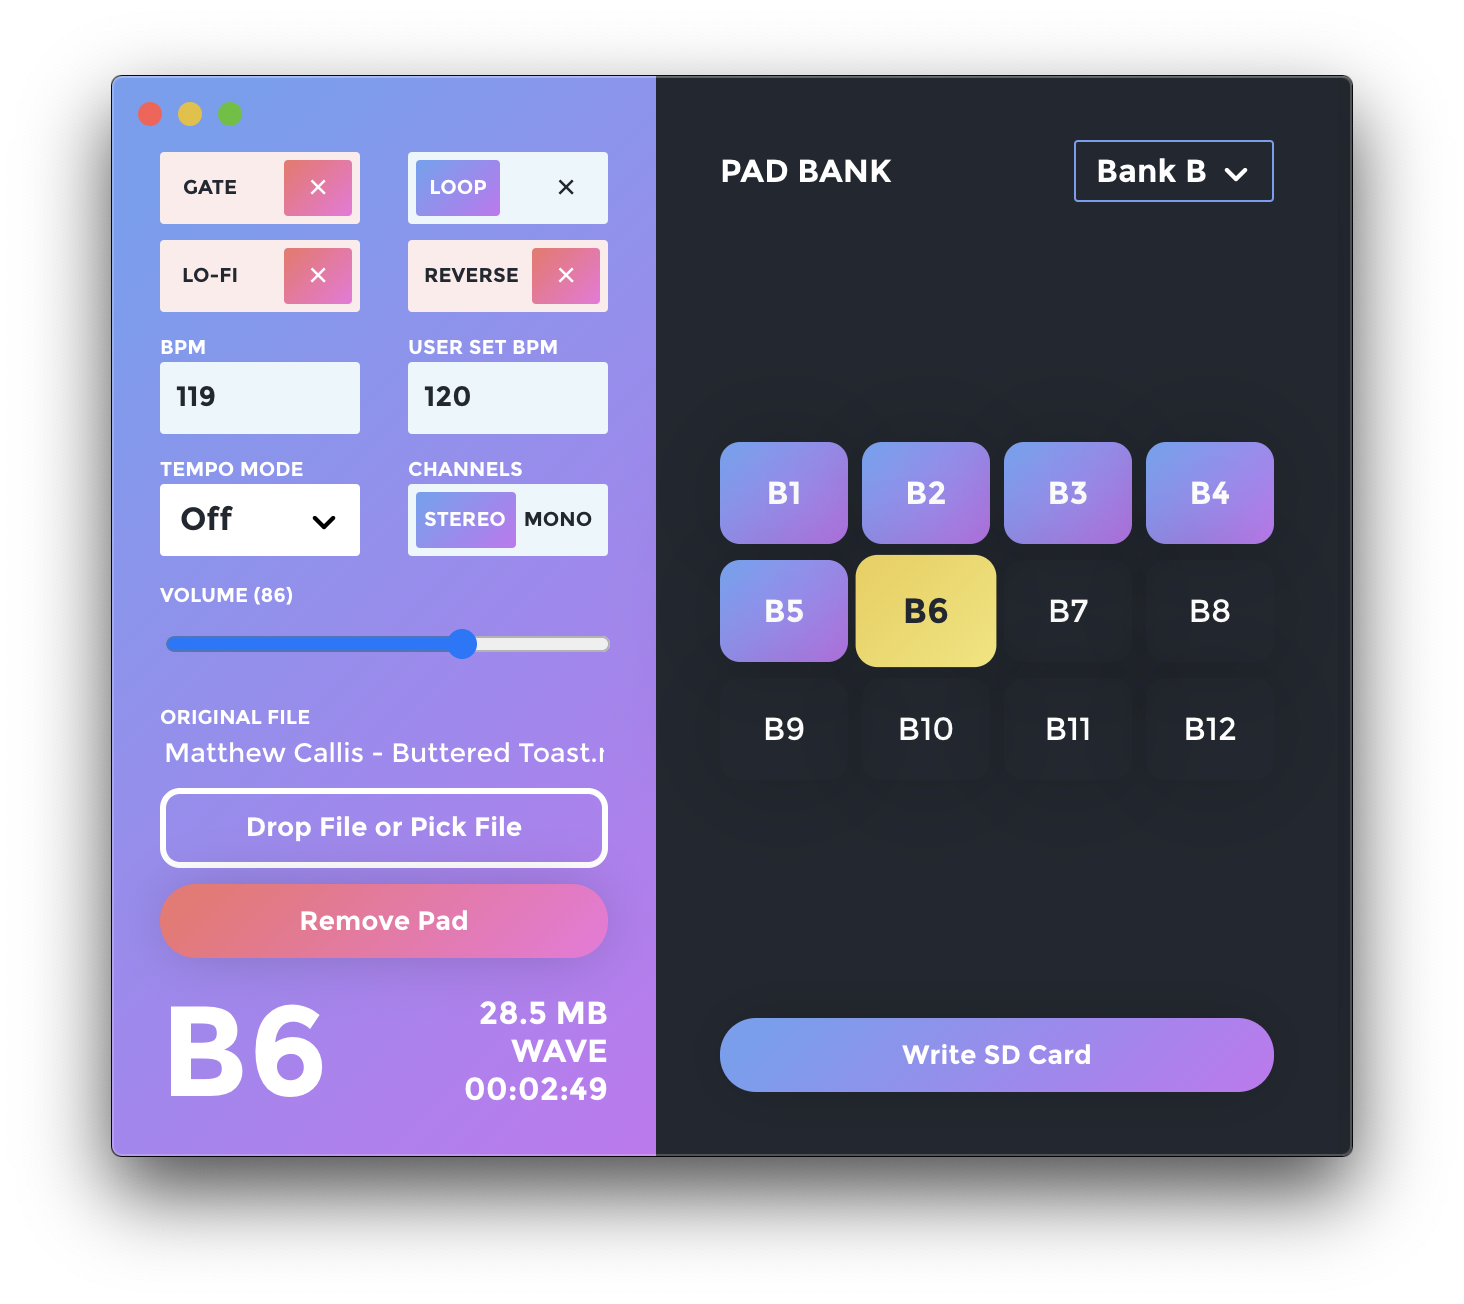 GATE ✕
LOOP ✕
LO-FI ✕
REVERSE ✕
BPM
119
USER SET BPM
120
TEMPO MODE
Off
CHANNELS
STEREO MONO
VOLUME (86)
ORIGINAL FILE
Matthew Callis - Buttered Toast.
Drop File or Pick File
Remove Pad
B6
28.5 MB
WAVE
00:02:49
PAD BANK
Bank B
B1 B2 B3 B4
B5 B6 B7 B8
B9 B10 B11 B12
Write SD Card